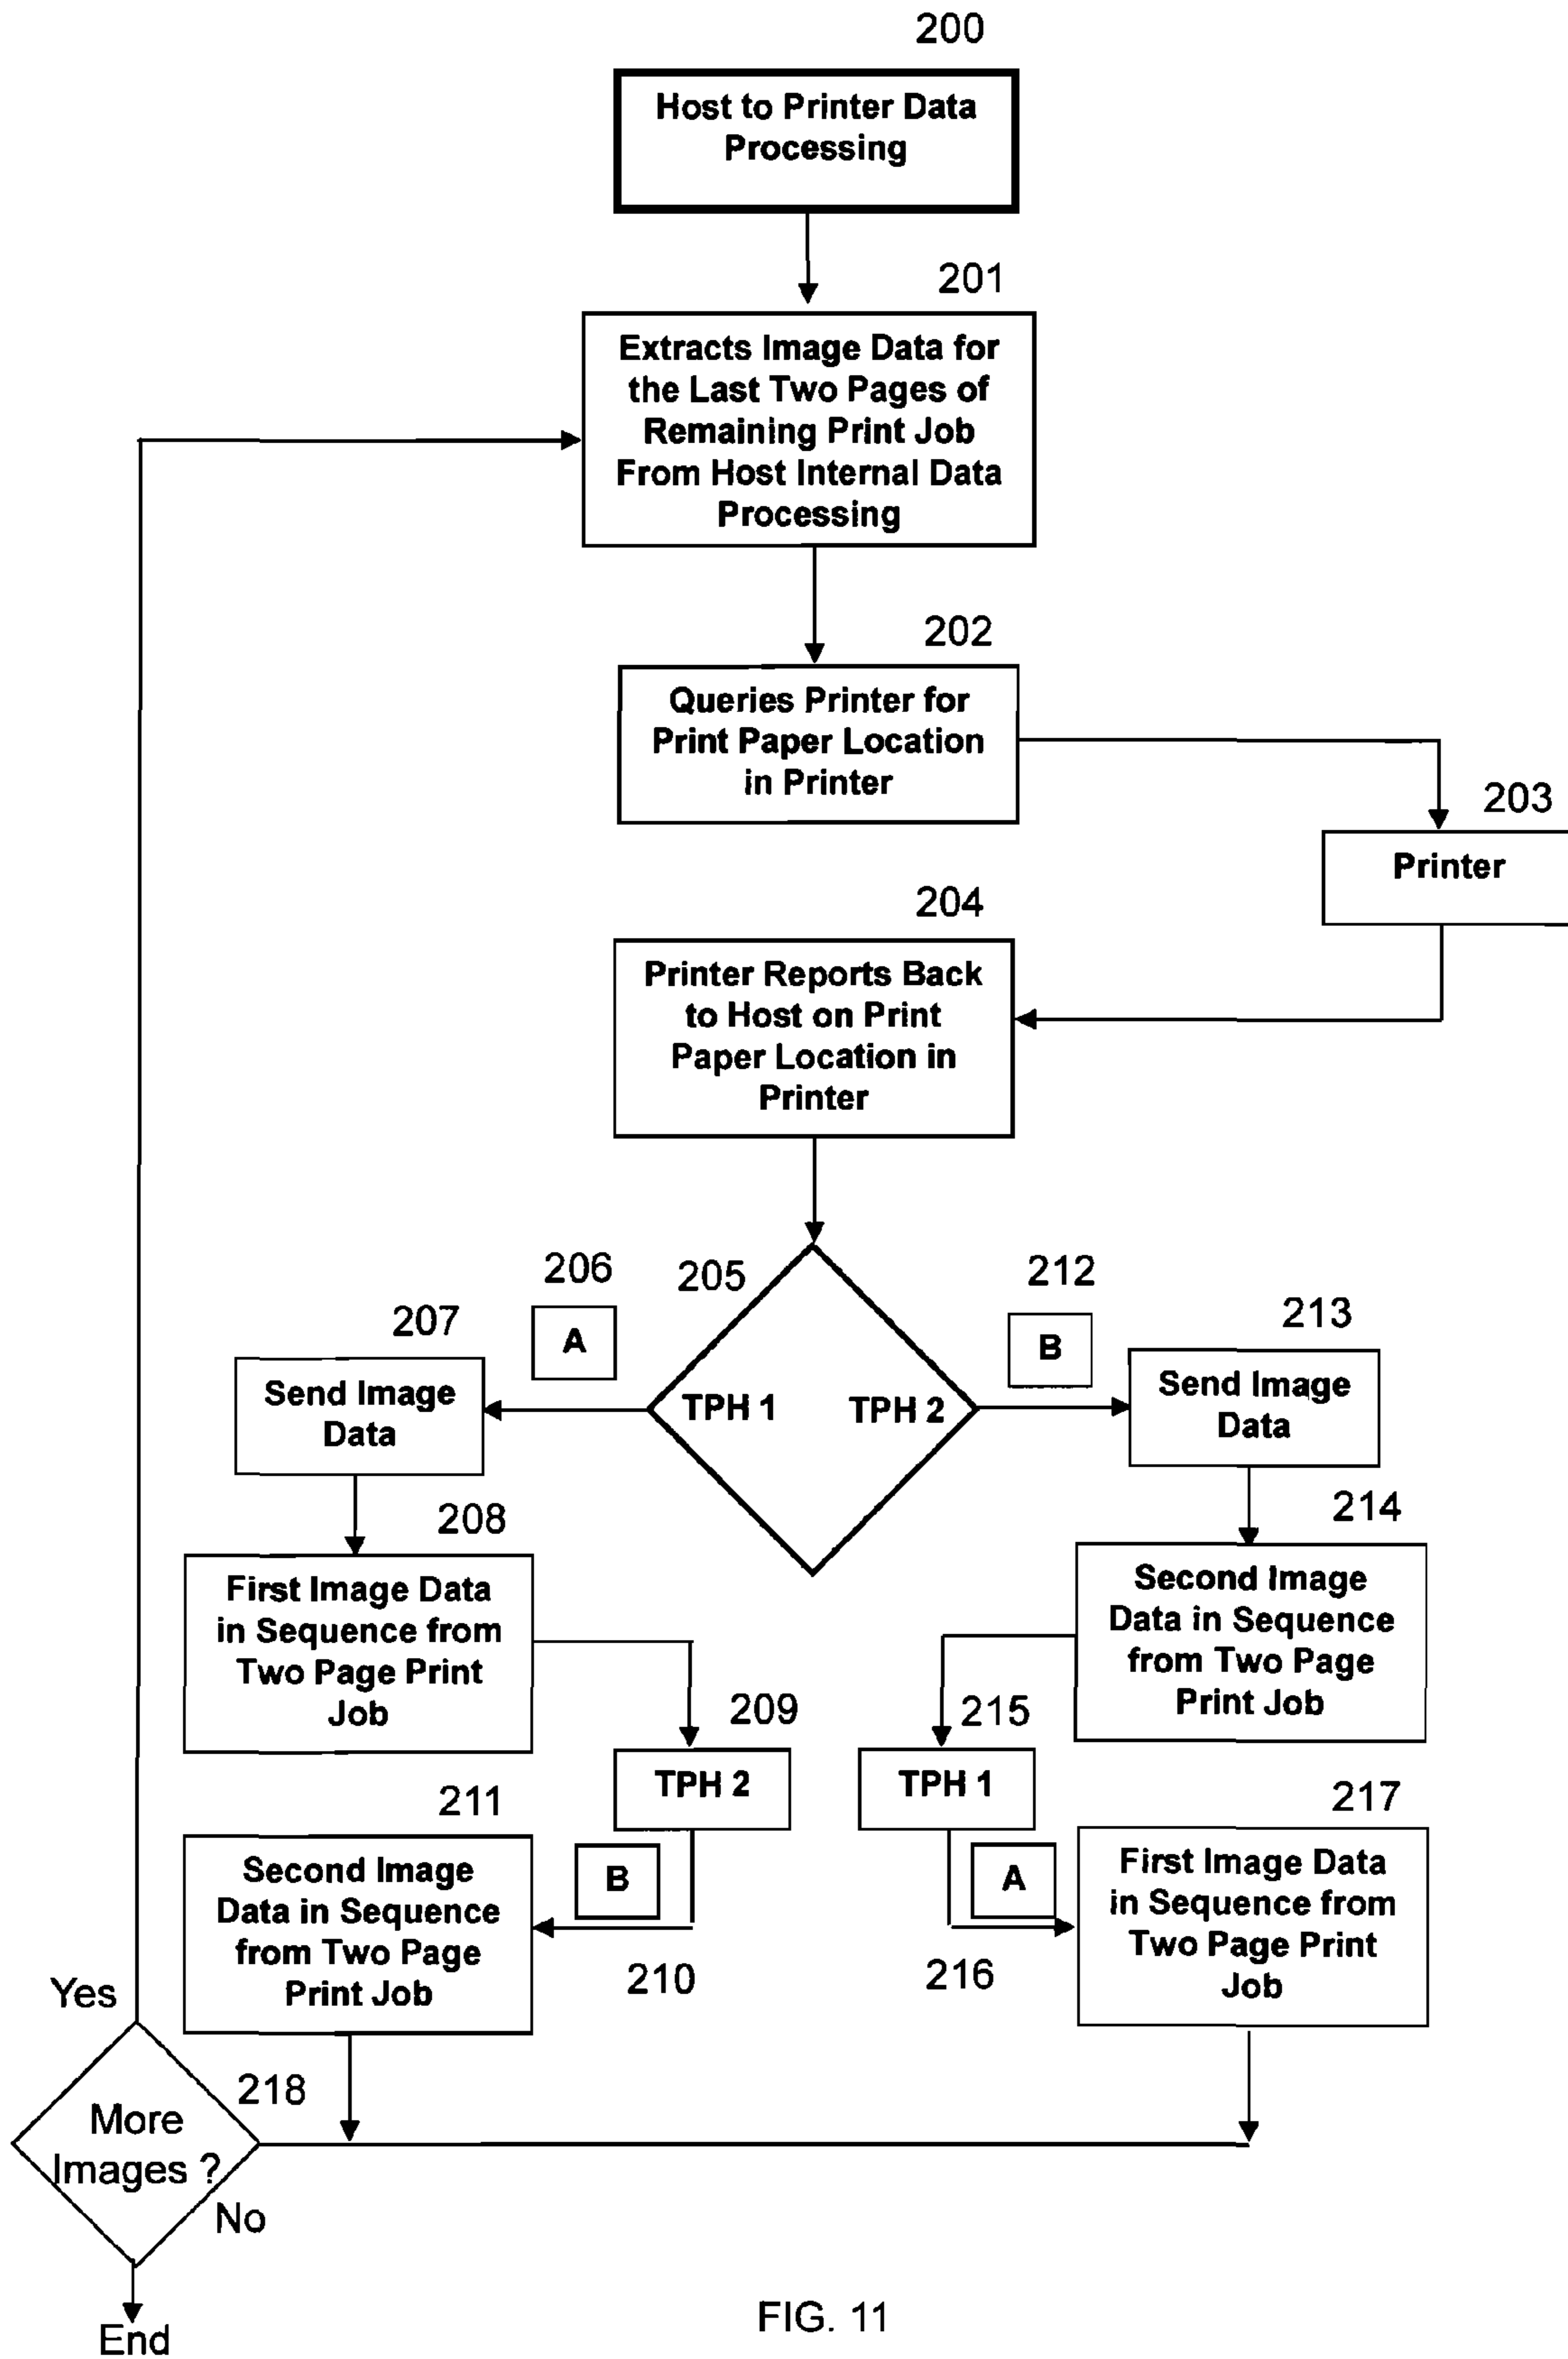 200
Host to Printer Data
Processing
201
Extracts Image Data for
the Last Two Pages of
Remaining Print Job
From Host Internal Data
Processing
202
Queries Printer for
Print Paper Location
in Printer
203
Printer
204
Printer Reports Back
to Host on Print
Paper Location in
Printer
205
TPH 1
TPH 2
206
A
207
Send Image
Data
208
First Image Data
in Sequence from
Two Page Print
Job
209
TPH 2
B
210
211
Second Image
Data in Sequence
from Two Page
Print Job
212
B
213
Send Image
Data
214
Second Image
Data in Sequence
from Two Page
Print Job
215
TPH 1
A
216
217
First Image Data
in Sequence from
Two Page Print
Job
218
More
Images ?
Yes
No
End
FIG. 11